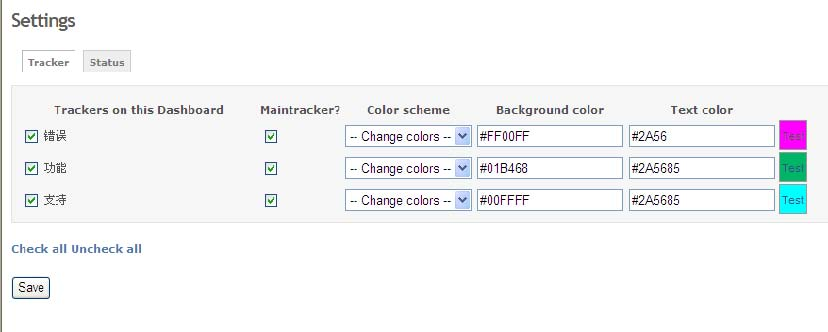 Settings
Tracker Status
Trackers on this Dashboard Maintracker? Color scheme Background color Text color
错误 -- Change colors -- #FF00FF #2A56 Test
功能 -- Change colors -- #01B468 #2A5685 Test
支持 -- Change colors -- #00FFFF #2A5685 Test
Check all Uncheck all
Save